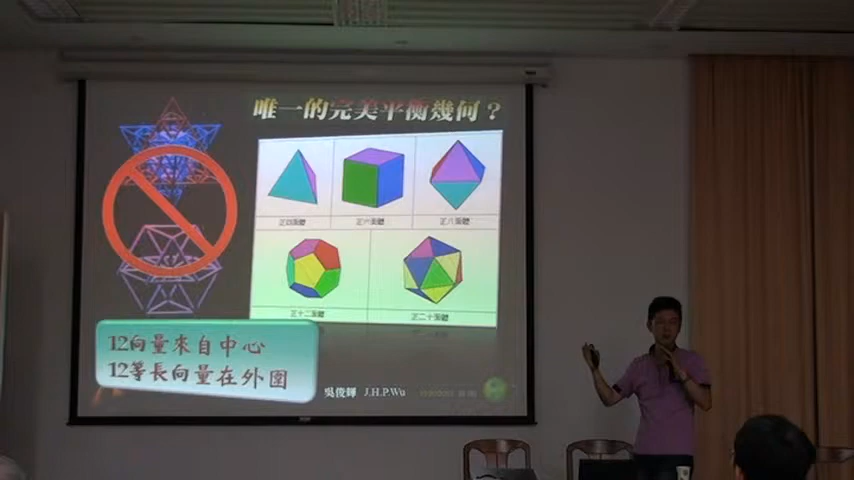 唯一的完美平衡幾何？
正四面體
正六面體
正八面體
正十二面體
正二十面體
12向量來自中心
12等長向量在外圍
吳俊輝 J.H.P.Wu